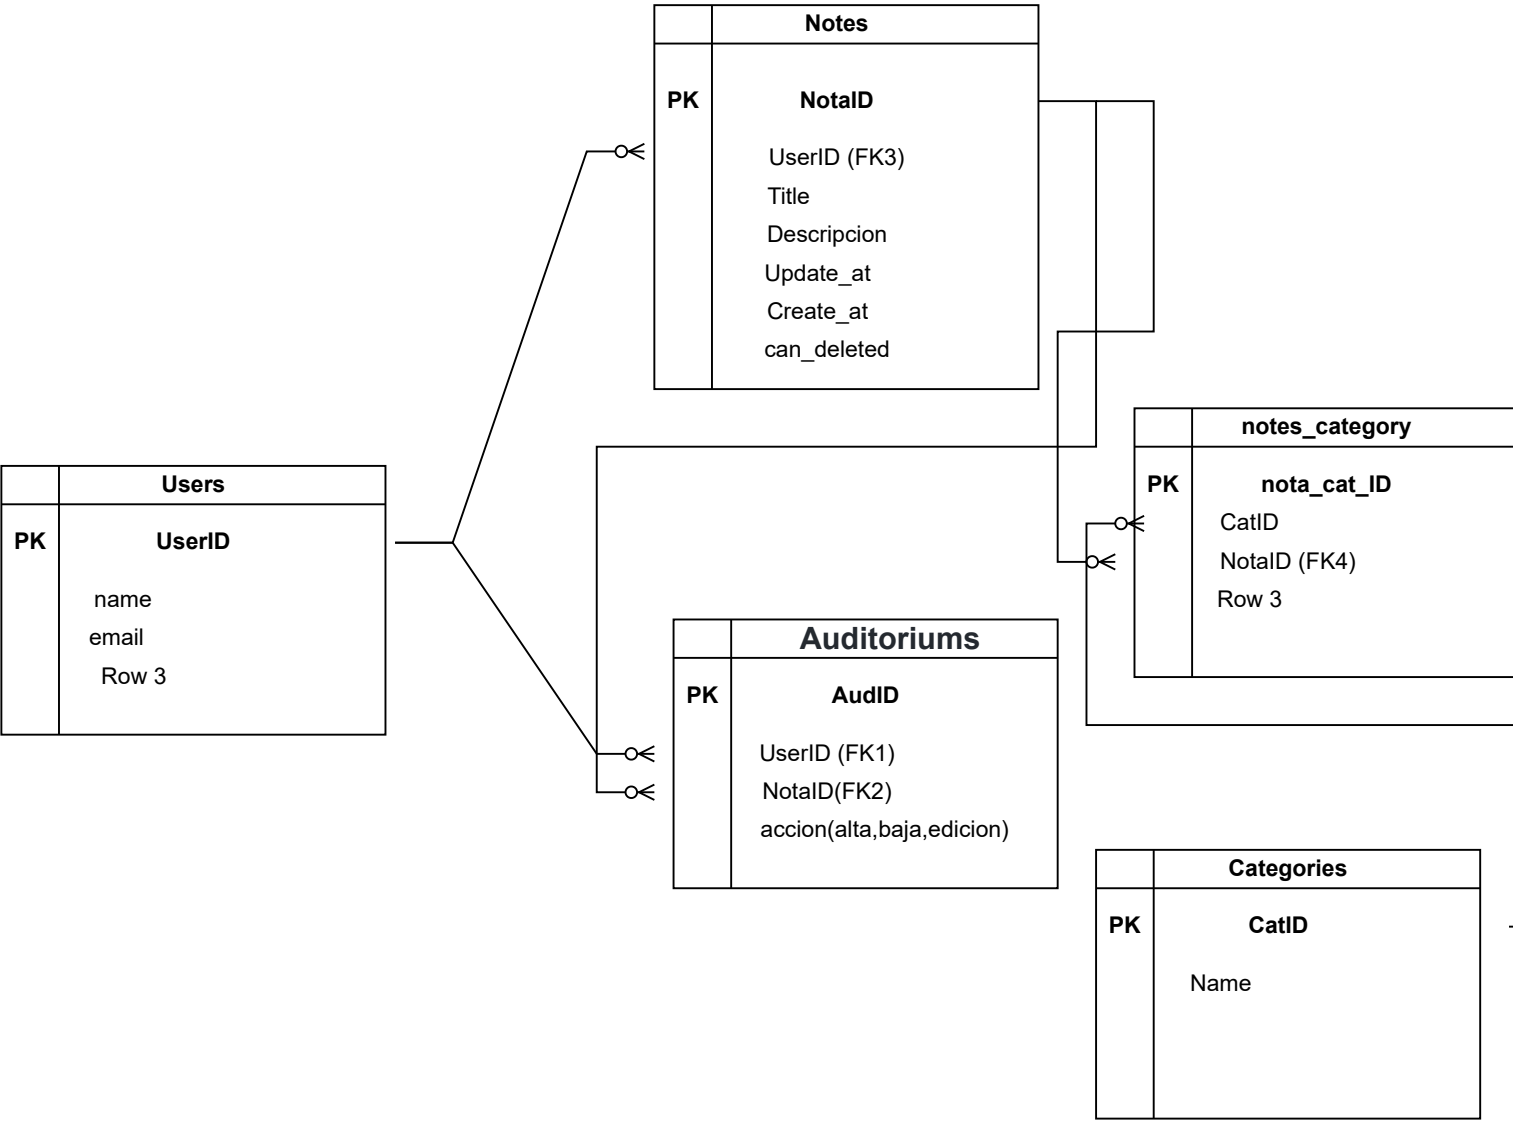 Notes
PK
NotaID
UserID (FK3)
Title
Descripcion
Update_at
Create_at
can_deleted
Users
PK
UserID
name
email
Row 3
notes_category
PK
nota_cat_ID
CatID
NotaID (FK4)
Row 3
Auditoriums
PK
AudID
UserID (FK1)
NotaID(FK2)
accion(alta,baja,edicion)
Categories
PK
CatID
Name